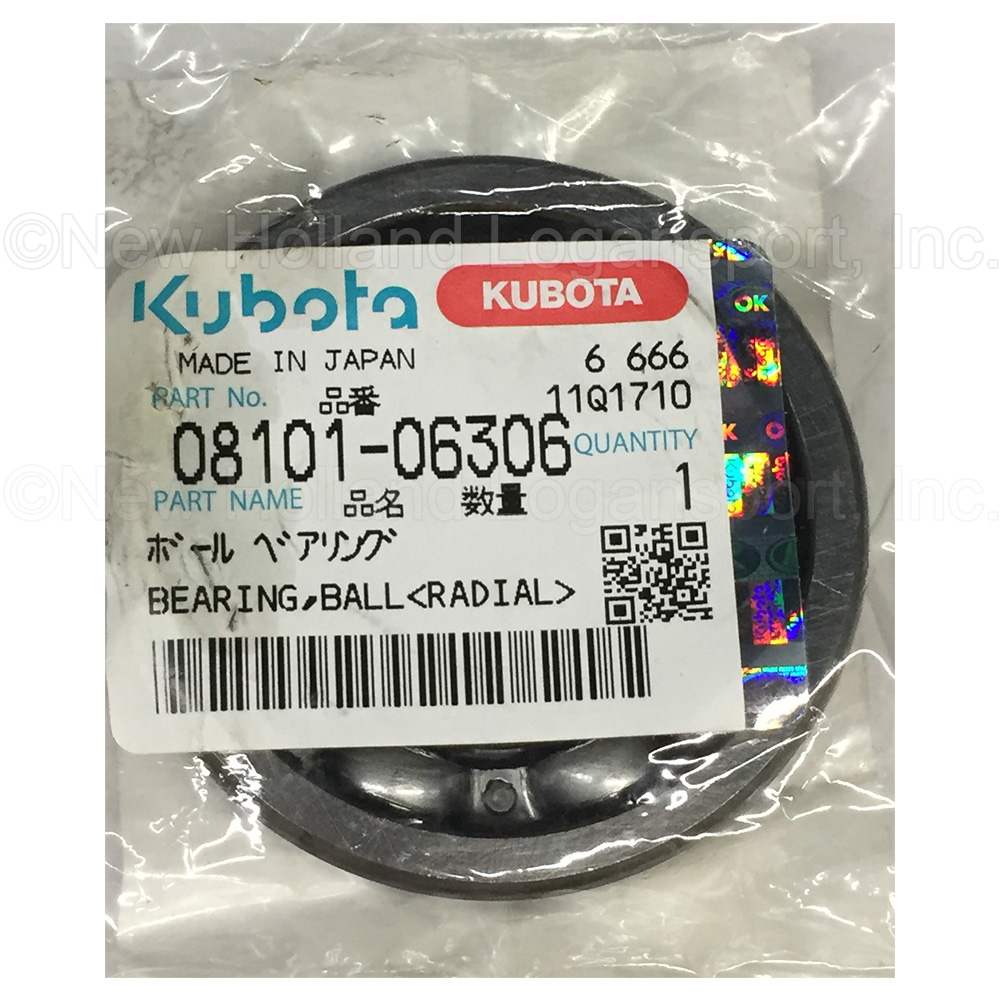 ©New Holland Logansport, Inc.
Kubota KUBOTA
MADE IN JAPAN 6 666
PART No. 品番 11Q1710
08101-06306 QUANTITY
©New Holland Logansport, Inc.
PART NAME 品名 数量 1
ボール ベアリング
BEARING,BALL<RADIAL>
OK